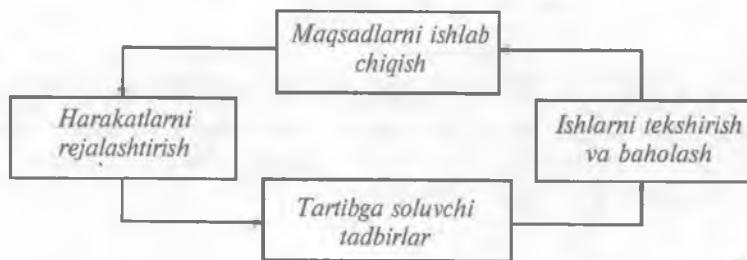 Maqsadlarni ishlab
chiqish
Harakatlarni
rejalashtirish
Ishlarni tekshirish
va baholash
Tartibga soluvchi
tadbirlar